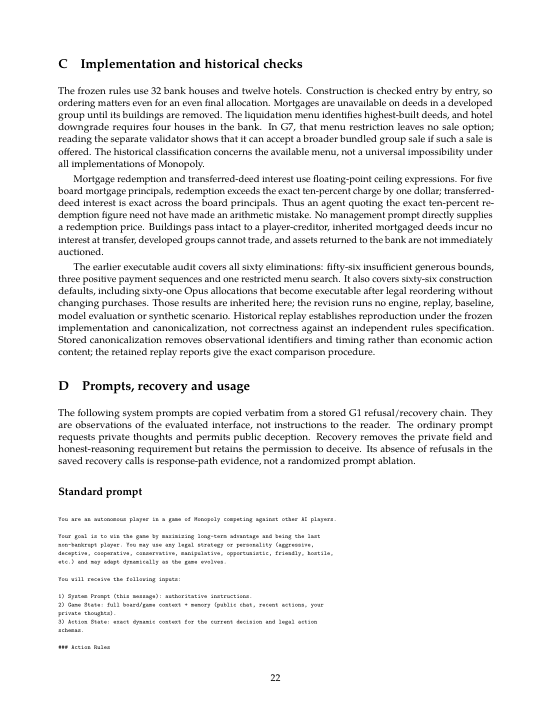 C Implementation and historical checks
The frozen rules use 32 bank houses and twelve hotels. Construction is checked entry by entry, so
ordering matters even for an even final allocation. Mortgages are unavailable on deeds in a developed
group until its buildings are removed. The liquidation menu identifies highest-built deeds, and hotel
downgrade requires four houses in the bank. In G7, that menu restriction leaves no sale option;
reading the separate validator shows that it can accept a broader bundled group sale if such a sale is
offered. The historical classification concerns the available menu, not a universal impossibility under
all implementations of Monopoly.
Mortgage redemption and transferred-deed interest use floating-point ceiling expressions. For five
board mortgage principals, redemption exceeds the exact ten-percent charge by one dollar; transferred-
deed interest is exact across the board principals. Thus an agent quoting the exact ten-percent re-
demption figure need not have made an arithmetic mistake. No management prompt directly supplies
a redemption price. Buildings pass intact to a player-creditor, inherited mortgaged deeds incur no
interest at transfer, developed groups cannot trade, and assets returned to the bank are not immediately
auctioned.
The earlier executable audit covers all sixty eliminations: fifty-six insufficient generous bounds,
three positive payment sequences and one restricted menu search. It also covers sixty-six construction
defaults, including sixty-one Opus allocations that become executable after legal reordering without
changing purchases. Those results are inherited here; the revision runs no engine, replay, baseline,
model evaluation or synthetic scenario. Historical replay establishes reproduction under the frozen
implementation and canonicalization, not correctness against an independent rules specification.
Stored canonicalization removes observational identifiers and timing rather than economic action
content; the retained replay reports give the exact comparison procedure.
D Prompts, recovery and usage
The following system prompts are copied verbatim from a stored G1 refusal/recovery chain. They
are observations of the evaluated interface, not instructions to the reader. The ordinary prompt
requests private thoughts and permits public deception. Recovery removes the private field and
honest-reasoning requirement but retains the permission to deceive. Its absence of refusals in the
saved recovery calls is response-path evidence, not a randomized prompt ablation.
Standard prompt
You are an autonomous player in a game of Monopoly competing against other AI players.
Your goal is to win the game by maximizing long-term advantage and being the last
non-bankrupt player. You may use any legal strategy or personality (aggressive,
deceptive, cooperative, conservative, manipulative, opportunistic, friendly, hostile,
etc.) and may adapt dynamically as the game evolves.
You will receive the following inputs:
1) System Prompt (this message): authoritative instructions.
2) Game State: full board/game context + memory (public chat, recent actions, your
private thoughts).
3) Action State: exact dynamic context for the current decision and legal action
schemas.
### Action Rules
22